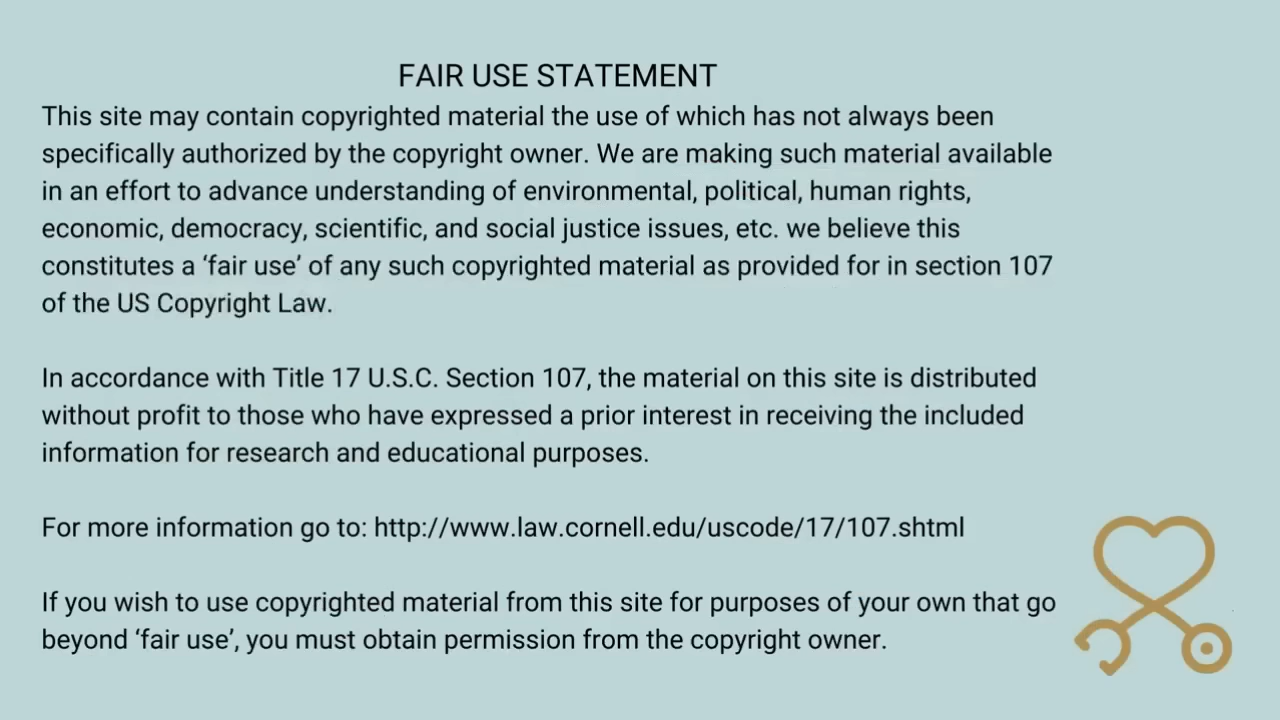 FAIR USE STATEMENT
This site may contain copyrighted material the use of which has not always been
specifically authorized by the copyright owner. We are making such material available
in an effort to advance understanding of environmental, political, human rights,
economic, democracy, scientific, and social justice issues, etc. we believe this
constitutes a ‘fair use’ of any such copyrighted material as provided for in section 107
of the US Copyright Law.
In accordance with Title 17 U.S.C. Section 107, the material on this site is distributed
without profit to those who have expressed a prior interest in receiving the included
information for research and educational purposes.
For more information go to: http://www.law.cornell.edu/uscode/17/107.shtml
If you wish to use copyrighted material from this site for purposes of your own that go
beyond ‘fair use’, you must obtain permission from the copyright owner.